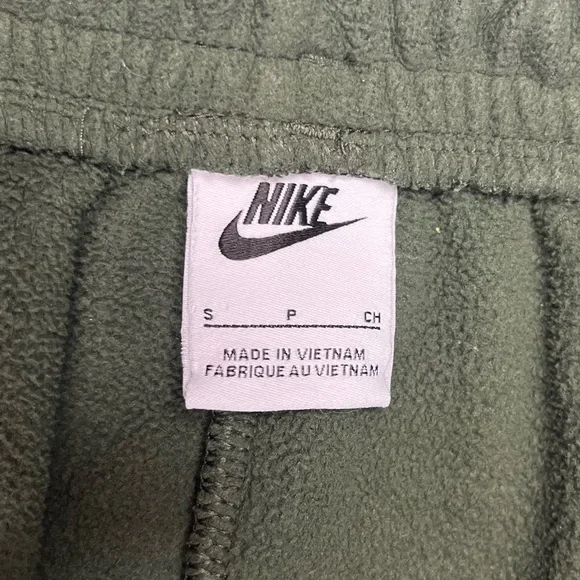 NIKE
S P CH
MADE IN VIETNAM
FABRIQUE AU VIETNAM